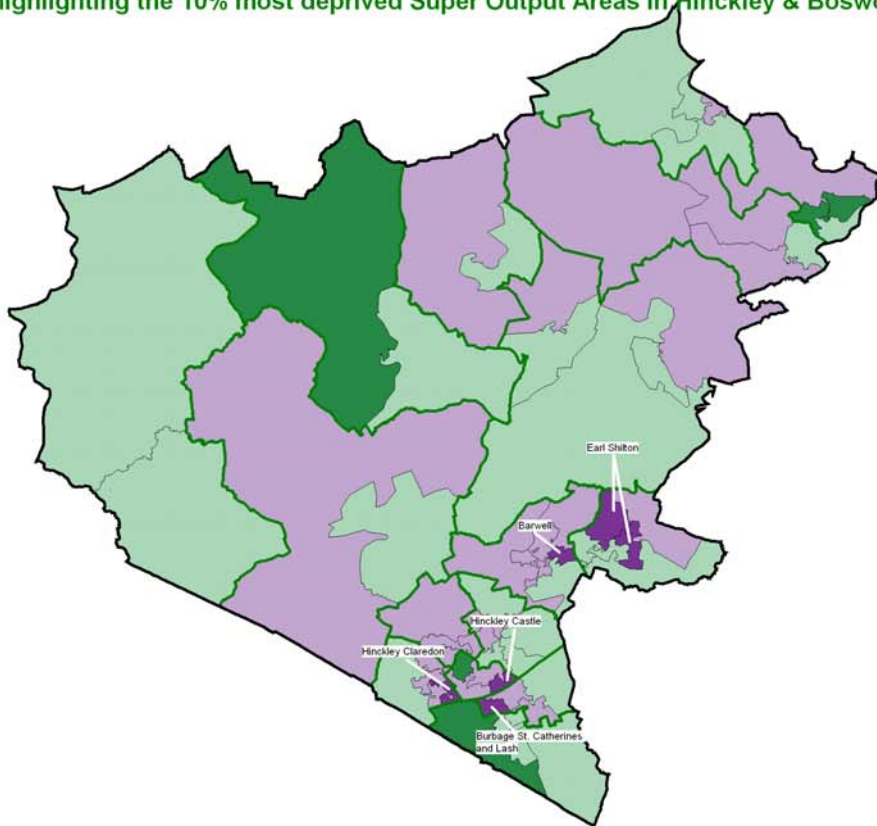 highlighting the 10% most deprived Super Output Areas in Hinckley & Boswo
Earl Shilton
Barwell
Hinckley Castle
Hinckley Claredon
Burbage St. Catherines
and Lash